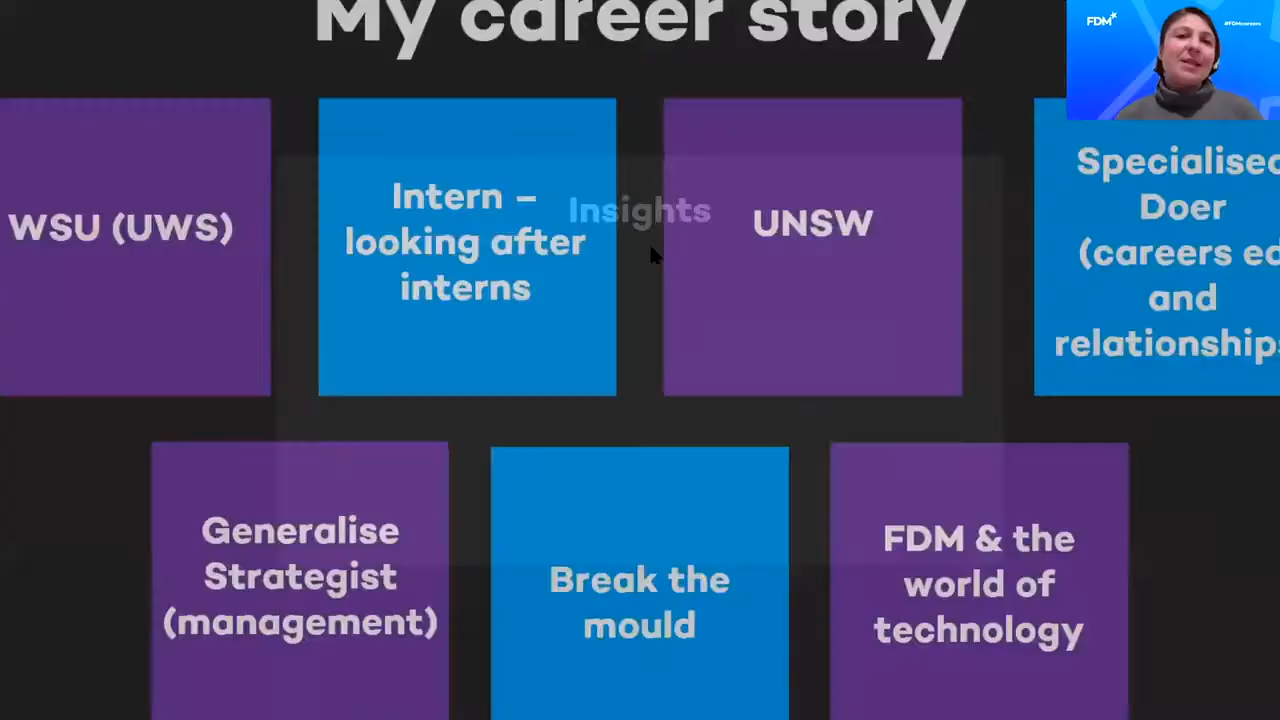 My career story
FDM
#FDMcareers
WSU (UWS)
Intern –
looking after
interns
Insights
UNSW
Specialised
Doer
(careers ed
and
relationships
Generalise
Strategist
(management)
Break the
mould
FDM & the
world of
technology